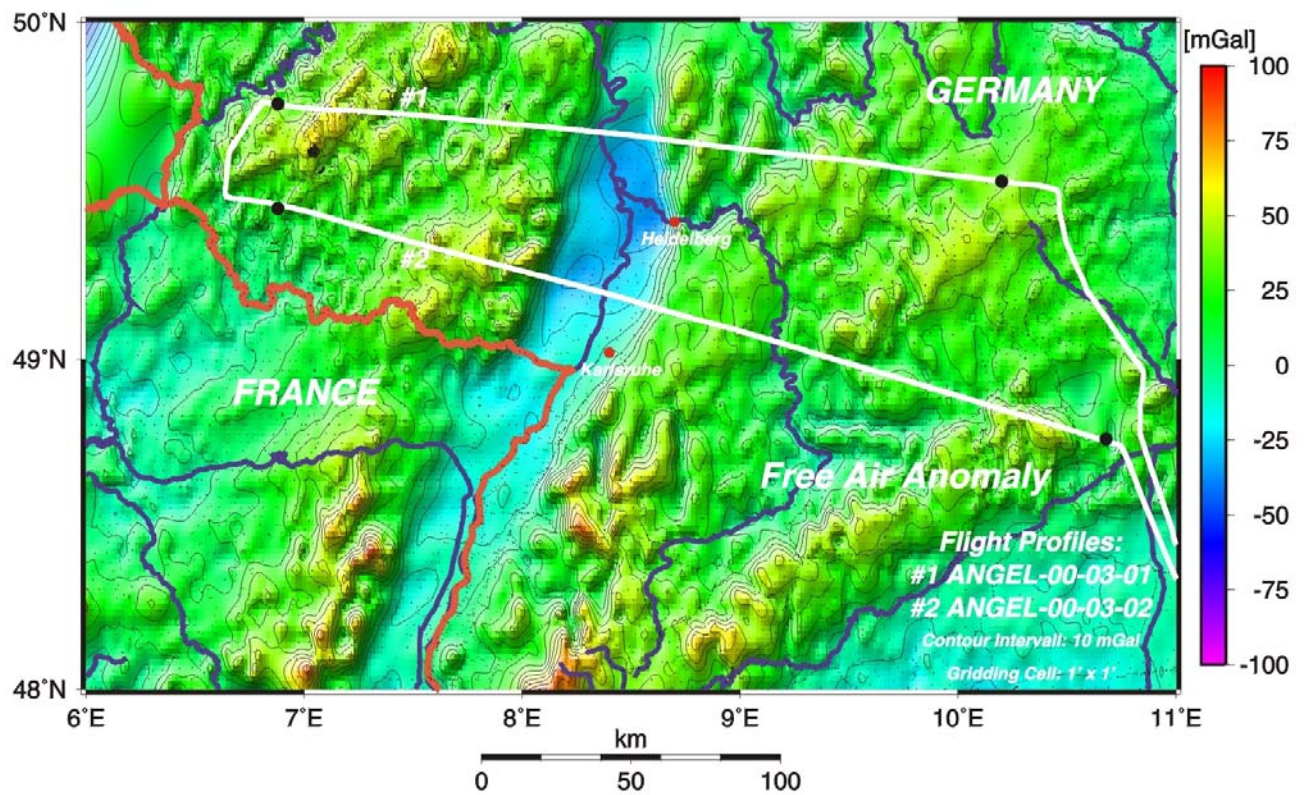 50°N
[mGal]
100
GERMANY
#1
75
50
Heidelberg
#2
25
49°N
0
Karlsruhe
FRANCE
-25
Free Air Anomaly
-50
Flight Profiles:
#1 ANGEL-00-03-01
-75
#2 ANGEL-00-03-02
Contour Intervall: 10 mGal
-100
Gridding Cell: 1' x 1'
48°N
6°E 7°E 8°E 9°E 10°E 11°E
km
0 50 100